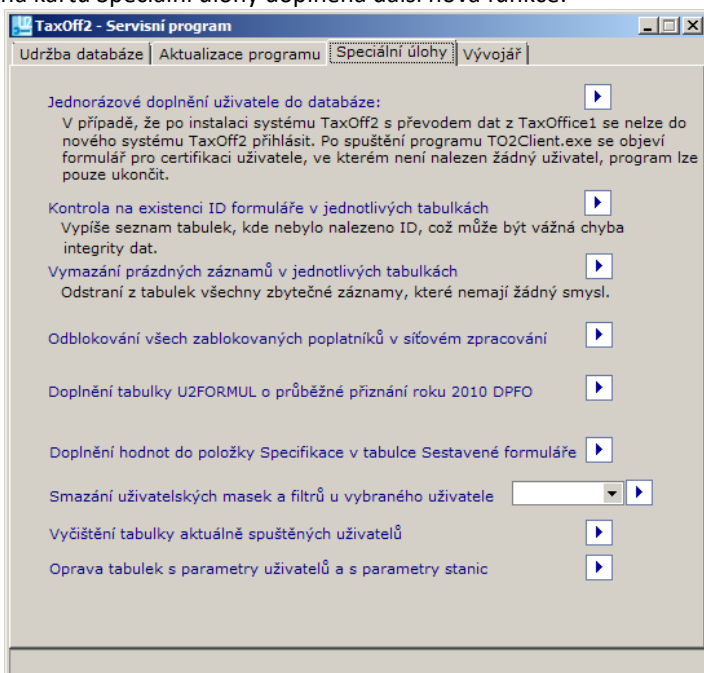 na kartu Speciální úlohy doplněna další nová funkce:
TaxOff2 - Servisní program
Udržba databáze Aktualizace programu Speciální úlohy Vývojář
Jednorázové doplnění uživatele do databáze:
V případě, že po instalaci systému TaxOff2 s převodem dat z TaxOffice1 se nelze do
nového systému TaxOff2 přihlásit. Po spuštění programu TO2Client.exe se objeví
formulář pro certifikaci uživatele, ve kterém není nalezen žádný uživatel, program lze
pouze ukončit.
Kontrola na existenci ID formuláře v jednotlivých tabulkách
Vypíše seznam tabulek, kde nebylo nalezeno ID, což může být vážná chyba
integrity dat.
Vymazání prázdných záznamů v jednotlivých tabulkách
Odstraní z tabulek všechny zbytečné záznamy, které nemají žádný smysl.
Odblokování všech zablokovaných poplatníků v síťovém zpracování
Doplnění tabulky U2FORMUL o průběžné přiznání roku 2010 DPFO
Doplnění hodnot do položky Specifikace v tabulce Sestavené formuláře
Smazání uživatelských masek a filtrů u vybraného uživatele
Vyčištění tabulky aktuálně spuštěných uživatelů
Oprava tabulek s parametry uživatelů a s parametry stanic